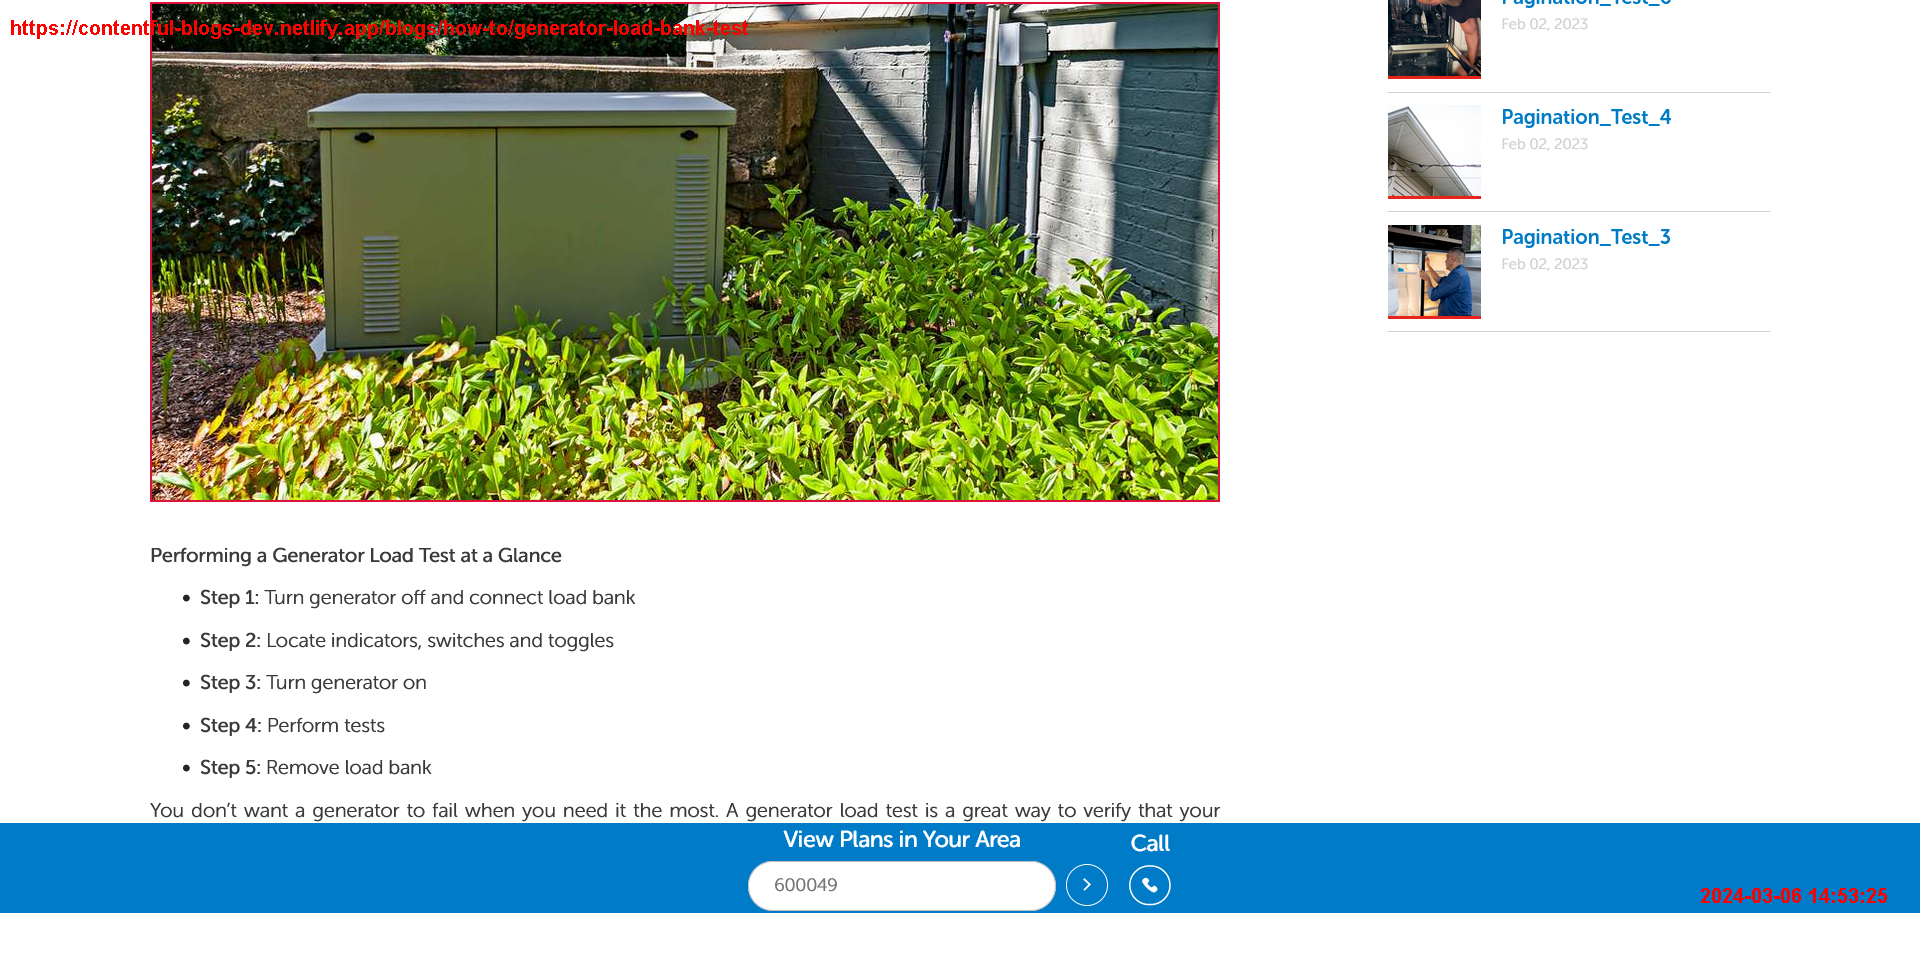 https://contentful-blogs-dev.netlify.app/blogs/how-to/generator-load-bank-test
Feb 02, 2023
Pagination_Test_4
Feb 02, 2023
Pagination_Test_3
Feb 02, 2023
Performing a Generator Load Test at a Glance
• Step 1: Turn generator off and connect load bank
• Step 2: Locate indicators, switches and toggles
• Step 3: Turn generator on
• Step 4: Perform tests
• Step 5: Remove load bank
You don’t want a generator to fail when you need it the most. A generator load test is a great way to verify that your
View Plans in Your Area
Call
600049
2024-03-06 14:53:25